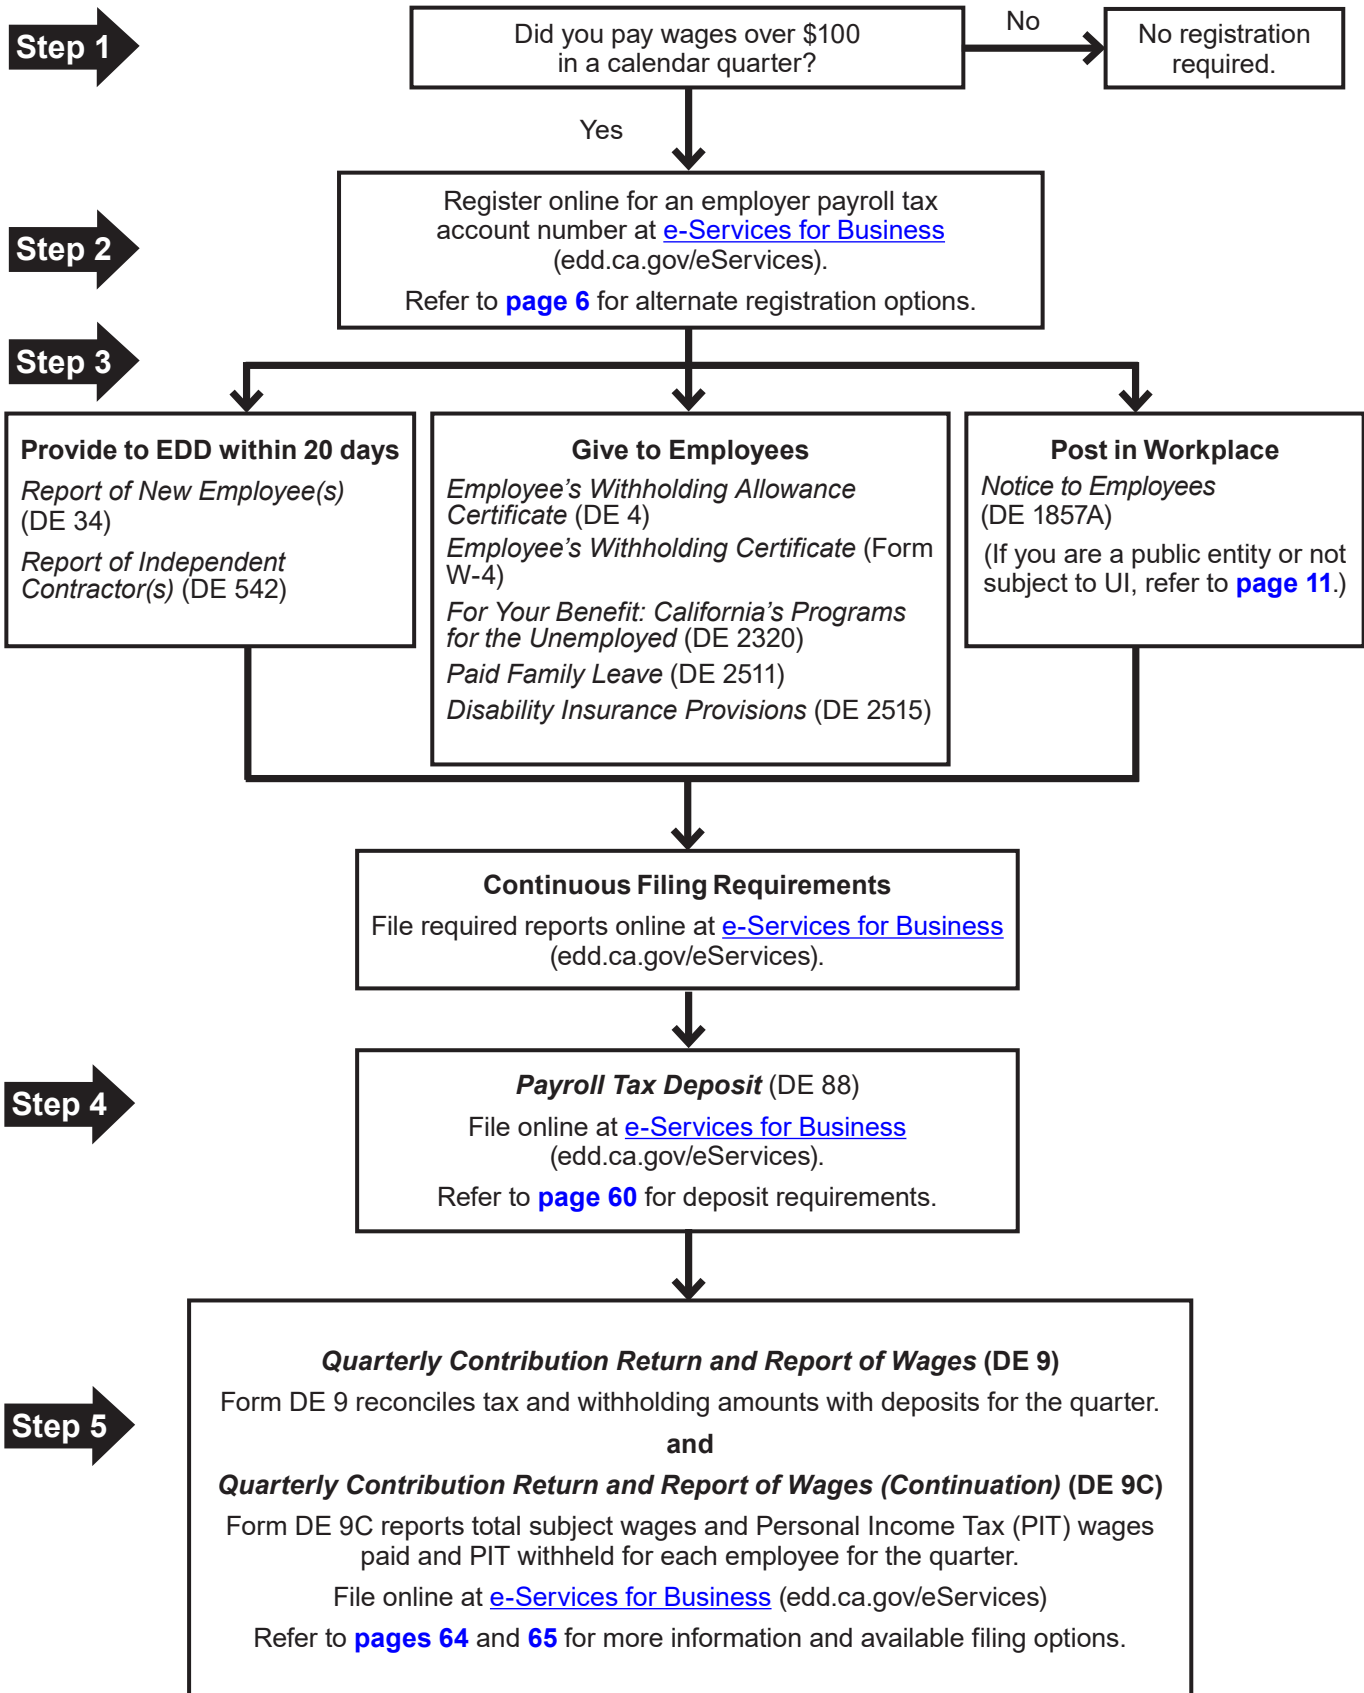 Step 1
Did you pay wages over $100
in a calendar quarter?
No
No registration
required.
Yes
Step 2
Register online for an employer payroll tax
account number at e-Services for Business
(edd.ca.gov/eServices).
Refer to page 6 for alternate registration options.
Step 3
Provide to EDD within 20 days
Report of New Employee(s)
(DE 34)
Report of Independent
Contractor(s) (DE 542)
Give to Employees
Employee’s Withholding Allowance
Certificate (DE 4)
Employee’s Withholding Certificate (Form
W-4)
For Your Benefit: California’s Programs
for the Unemployed (DE 2320)
Paid Family Leave (DE 2511)
Disability Insurance Provisions (DE 2515)
Post in Workplace
Notice to Employees
(DE 1857A)
(If you are a public entity or not
subject to UI, refer to page 11.)
Continuous Filing Requirements
File required reports online at e-Services for Business
(edd.ca.gov/eServices).
Step 4
Payroll Tax Deposit (DE 88)
File online at e-Services for Business
(edd.ca.gov/eServices).
Refer to page 60 for deposit requirements.
Step 5
Quarterly Contribution Return and Report of Wages (DE 9)
Form DE 9 reconciles tax and withholding amounts with deposits for the quarter.
and
Quarterly Contribution Return and Report of Wages (Continuation) (DE 9C)
Form DE 9C reports total subject wages and Personal Income Tax (PIT) wages
paid and PIT withheld for each employee for the quarter.
File online at e-Services for Business (edd.ca.gov/eServices)
Refer to pages 64 and 65 for more information and available filing options.